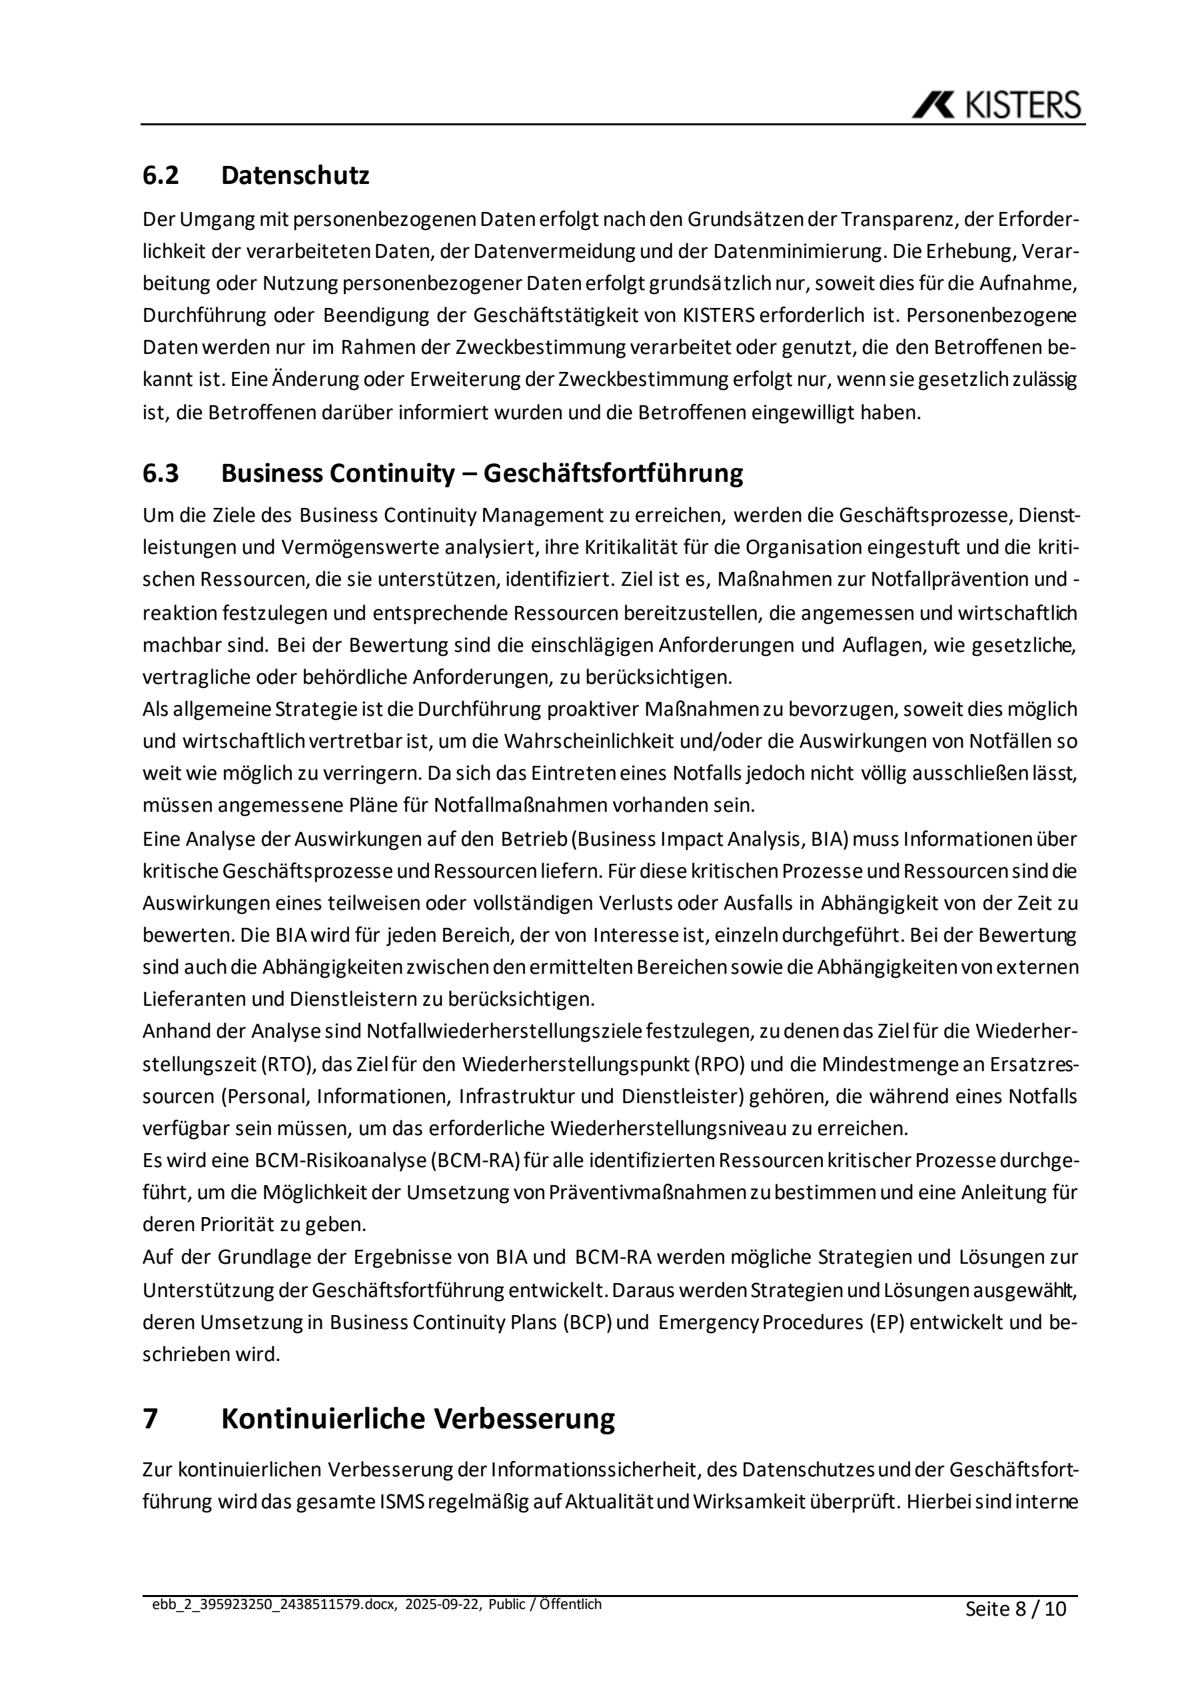 KISTERS
6.2 Datenschutz
Der Umgang mit personenbezogenen Daten erfolgt nach den Grundsätzen der Transparenz, der Erforder-
lichkeit der verarbeiteten Daten, der Datenvermeidung und der Datenminimierung. Die Erhebung, Verar-
beitung oder Nutzung personenbezogener Daten erfolgt grundsätzlich nur, soweit dies für die Aufnahme,
Durchführung oder Beendigung der Geschäftstätigkeit von KISTERS erforderlich ist. Personenbezogene
Daten werden nur im Rahmen der Zweckbestimmung verarbeitet oder genutzt, die den Betroffenen be-
kannt ist. Eine Änderung oder Erweiterung der Zweckbestimmung erfolgt nur, wenn sie gesetzlich zulässig
ist, die Betroffenen darüber informiert wurden und die Betroffenen eingewilligt haben.
6.3 Business Continuity – Geschäftsfortführung
Um die Ziele des Business Continuity Management zu erreichen, werden die Geschäftsprozesse, Dienst-
leistungen und Vermögenswerte analysiert, ihre Kritikalität für die Organisation eingestuft und die kriti-
schen Ressourcen, die sie unterstützen, identifiziert. Ziel ist es, Maßnahmen zur Notfallprävention und -
reaktion festzulegen und entsprechende Ressourcen bereitzustellen, die angemessen und wirtschaftlich
machbar sind. Bei der Bewertung sind die einschlägigen Anforderungen und Auflagen, wie gesetzliche,
vertragliche oder behördliche Anforderungen, zu berücksichtigen.
Als allgemeine Strategie ist die Durchführung proaktiver Maßnahmen zu bevorzugen, soweit dies möglich
und wirtschaftlich vertretbar ist, um die Wahrscheinlichkeit und/oder die Auswirkungen von Notfällen so
weit wie möglich zu verringern. Da sich das Eintreten eines Notfalls jedoch nicht völlig ausschließen lässt,
müssen angemessene Pläne für Notfallmaßnahmen vorhanden sein.
Eine Analyse der Auswirkungen auf den Betrieb (Business Impact Analysis, BIA) muss Informationen über
kritische Geschäftsprozesse und Ressourcen liefern. Für diese kritischen Prozesse und Ressourcen sind die
Auswirkungen eines teilweisen oder vollständigen Verlusts oder Ausfalls in Abhängigkeit von der Zeit zu
bewerten. Die BIA wird für jeden Bereich, der von Interesse ist, einzeln durchgeführt. Bei der Bewertung
sind auch die Abhängigkeiten zwischen den ermittelten Bereichen sowie die Abhängigkeiten von externen
Lieferanten und Dienstleistern zu berücksichtigen.
Anhand der Analyse sind Notfallwiederherstellungsziele festzulegen, zu denen das Ziel für die Wiederher-
stellungszeit (RTO), das Ziel für den Wiederherstellungspunkt (RPO) und die Mindestmenge an Ersatzres-
sourcen (Personal, Informationen, Infrastruktur und Dienstleister) gehören, die während eines Notfalls
verfügbar sein müssen, um das erforderliche Wiederherstellungsniveau zu erreichen.
Es wird eine BCM-Risikoanalyse (BCM-RA) für alle identifizierten Ressourcen kritischer Prozesse durchge-
führt, um die Möglichkeit der Umsetzung von Präventivmaßnahmen zu bestimmen und eine Anleitung für
deren Priorität zu geben.
Auf der Grundlage der Ergebnisse von BIA und BCM-RA werden mögliche Strategien und Lösungen zur
Unterstützung der Geschäftsfortführung entwickelt. Daraus werden Strategien und Lösungen ausgewählt,
deren Umsetzung in Business Continuity Plans (BCP) und Emergency Procedures (EP) entwickelt und be-
schrieben wird.
7 Kontinuierliche Verbesserung
Zur kontinuierlichen Verbesserung der Informationssicherheit, des Datenschutzes und der Geschäftsfort-
führung wird das gesamte ISMS regelmäßig auf Aktualität und Wirksamkeit überprüft. Hierbei sind interne
ebb_2_395923250_2438511579.docx, 2025-09-22, Public / Öffentlich
Seite 8 / 10